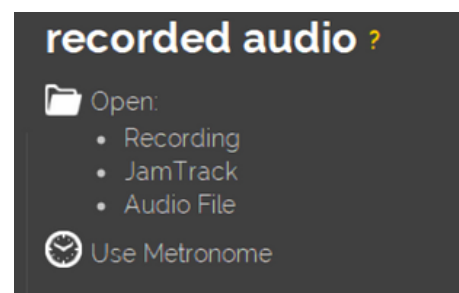 recorded audio ?
Open:
• Recording
• JamTrack
• Audio File
Use Metronome